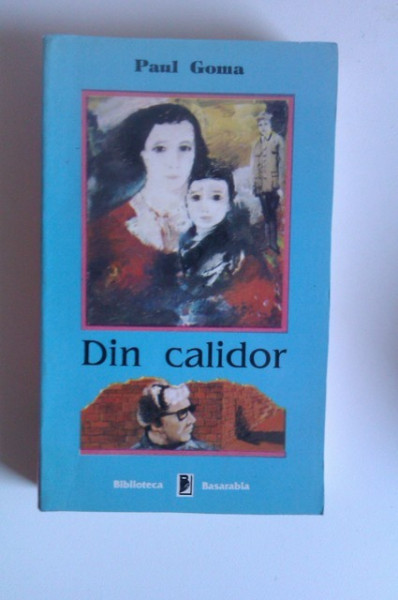 Paul Goma
Din calidor
Biblioteca Basarabia